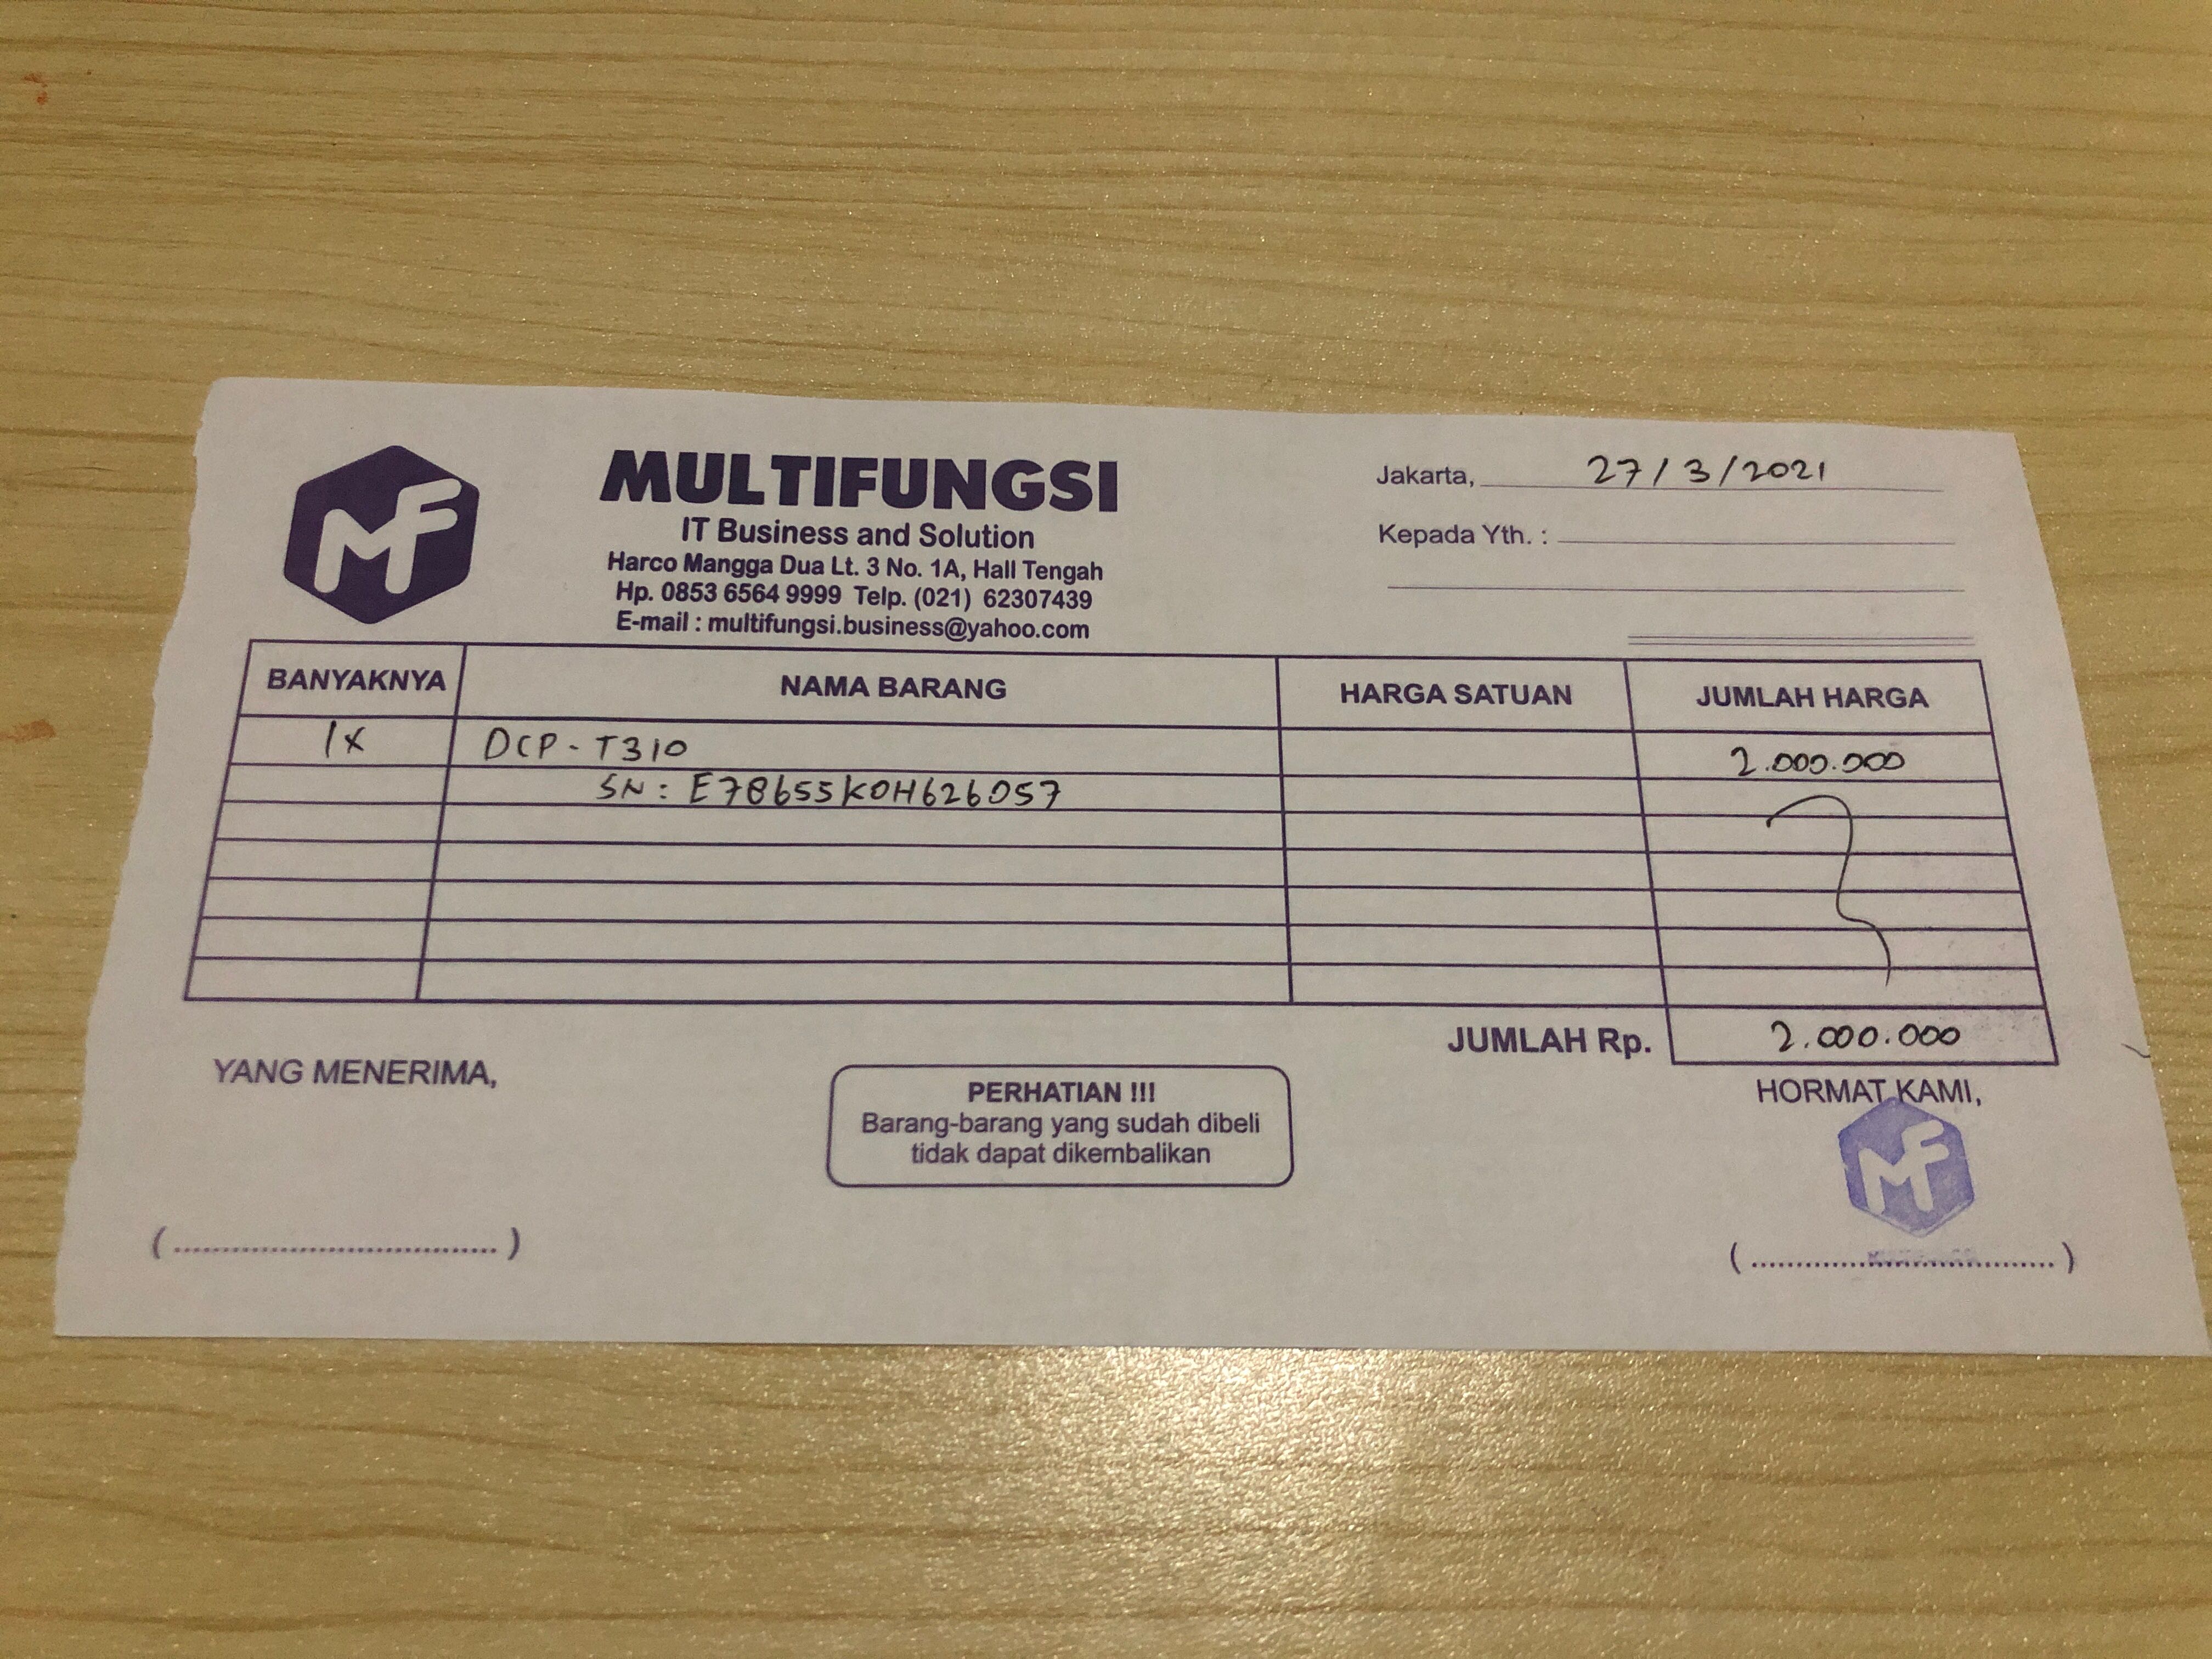 MF
MULTIFUNGSI
IT Business and Solution
Harco Mangga Dua Lt. 3 No. 1A, Hall Tengah
Hp. 0853 6564 9999 Telp. (021) 62307439
E-mail : multifungsi.business@yahoo.com
Jakarta, 27/3/2021
Kepada Yth. :
BANYAKNYA NAMA BARANG HARGA SATUAN JUMLAH HARGA
1X DCP-T310 2.000.000
SN: E78655K0H626057
JUMLAH Rp. 2.000.000
YANG MENERIMA,
PERHATIAN !!!
Barang-barang yang sudah dibeli
tidak dapat dikembalikan
HORMAT KAMI,
MF
(....................................)
(....................................)